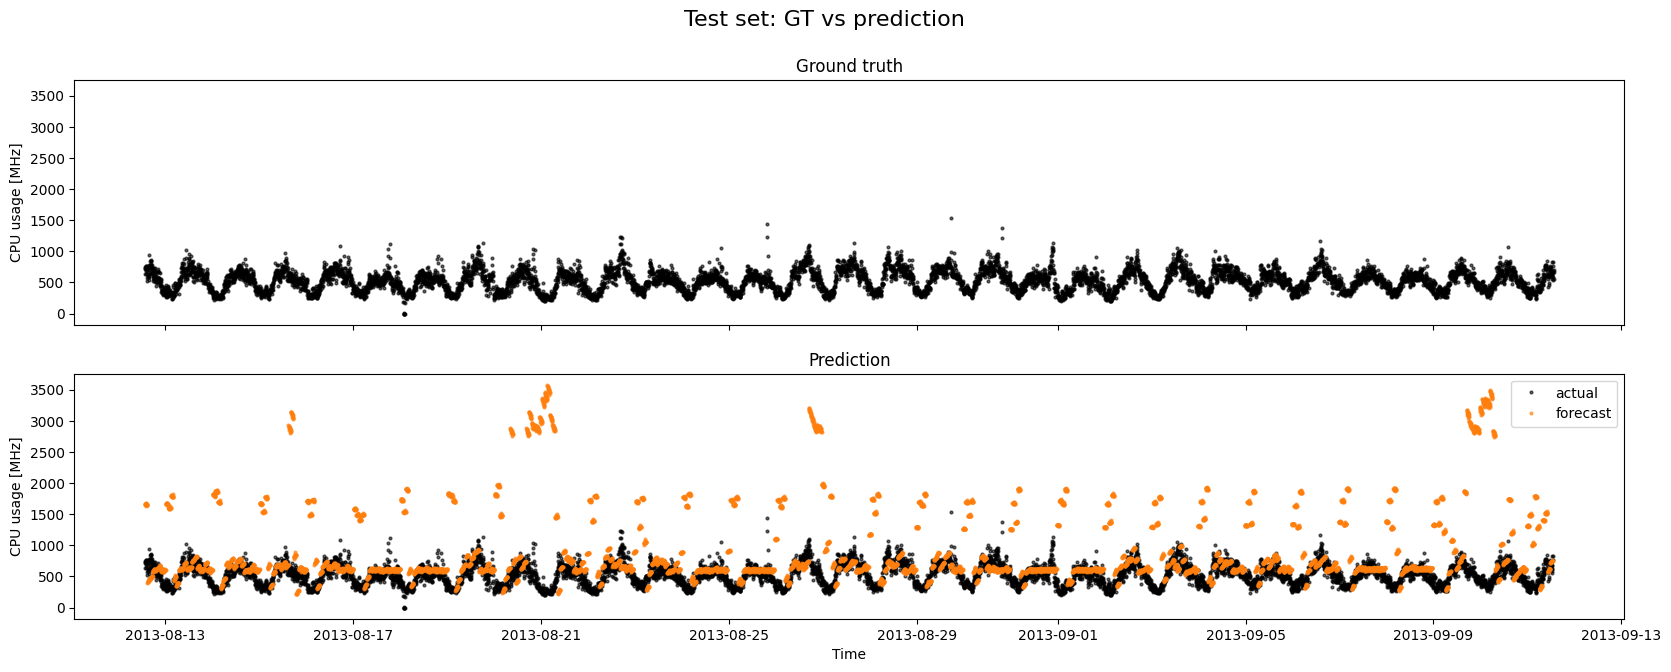 Test set: GT vs prediction
Ground truth
3500
3000
2500
2000
1500
1000
500
0
CPU usage [MHz]
Prediction
3500
3000
2500
2000
1500
1000
500
0
CPU usage [MHz]
actual
forecast
2013-08-13 2013-08-17 2013-08-21 2013-08-25 2013-08-29 2013-09-01 2013-09-05 2013-09-09 2013-09-13
Time